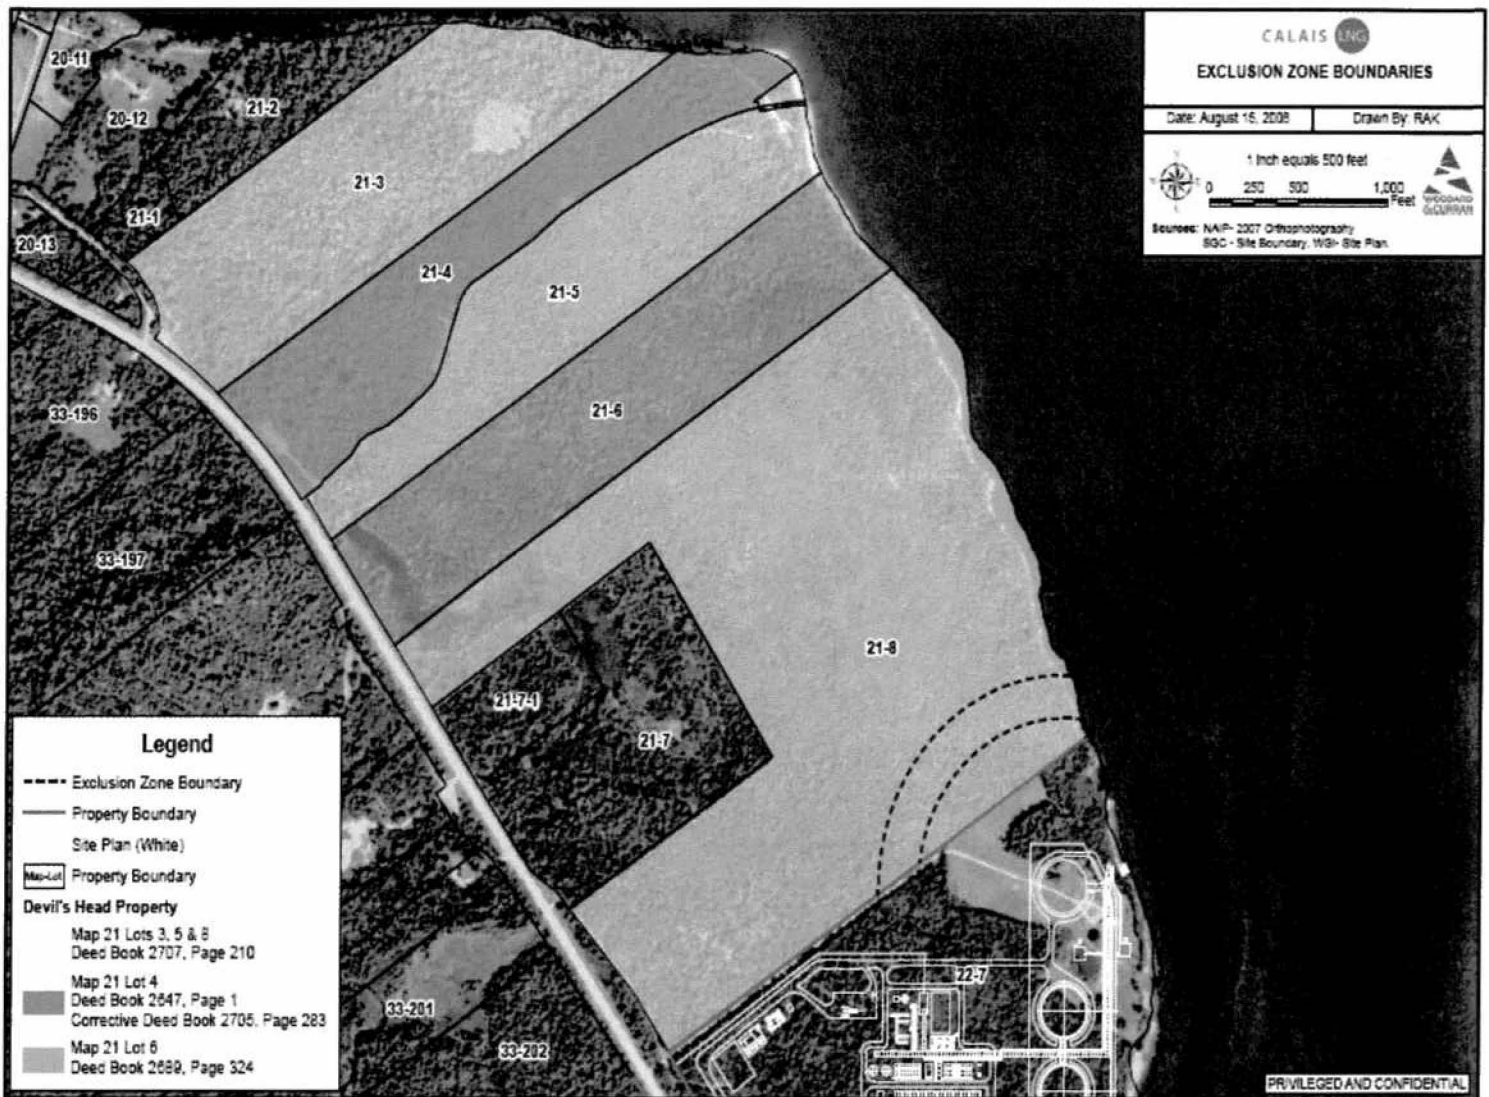 CALAIS LNG
EXCLUSION ZONE BOUNDARIES
Date: August 15, 2008
Drawn By: RAK
1 inch equals 500 feet
0 250 500 1,000
Feet
WOODARD
&CURRAN
Sources: NAIP- 2007 Orthophotography
SGC - Site Boundary, WGI- Site Plan.
20-11
20-12
21-2
21-3
21-1
20-13
21-4
21-5
21-6
33-196
33-197
21-8
21-7-1
21-7
22-7
33-201
33-202
Legend
Exclusion Zone Boundary
Property Boundary
Site Plan (White)
Map-Lot Property Boundary
Devil's Head Property
Map 21 Lots 3, 5 & 8
Deed Book 2707, Page 210
Map 21 Lot 4
Deed Book 2647, Page 1
Corrective Deed Book 2705, Page 283
Map 21 Lot 6
Deed Book 2689, Page 324
PRIVILEGED AND CONFIDENTIAL